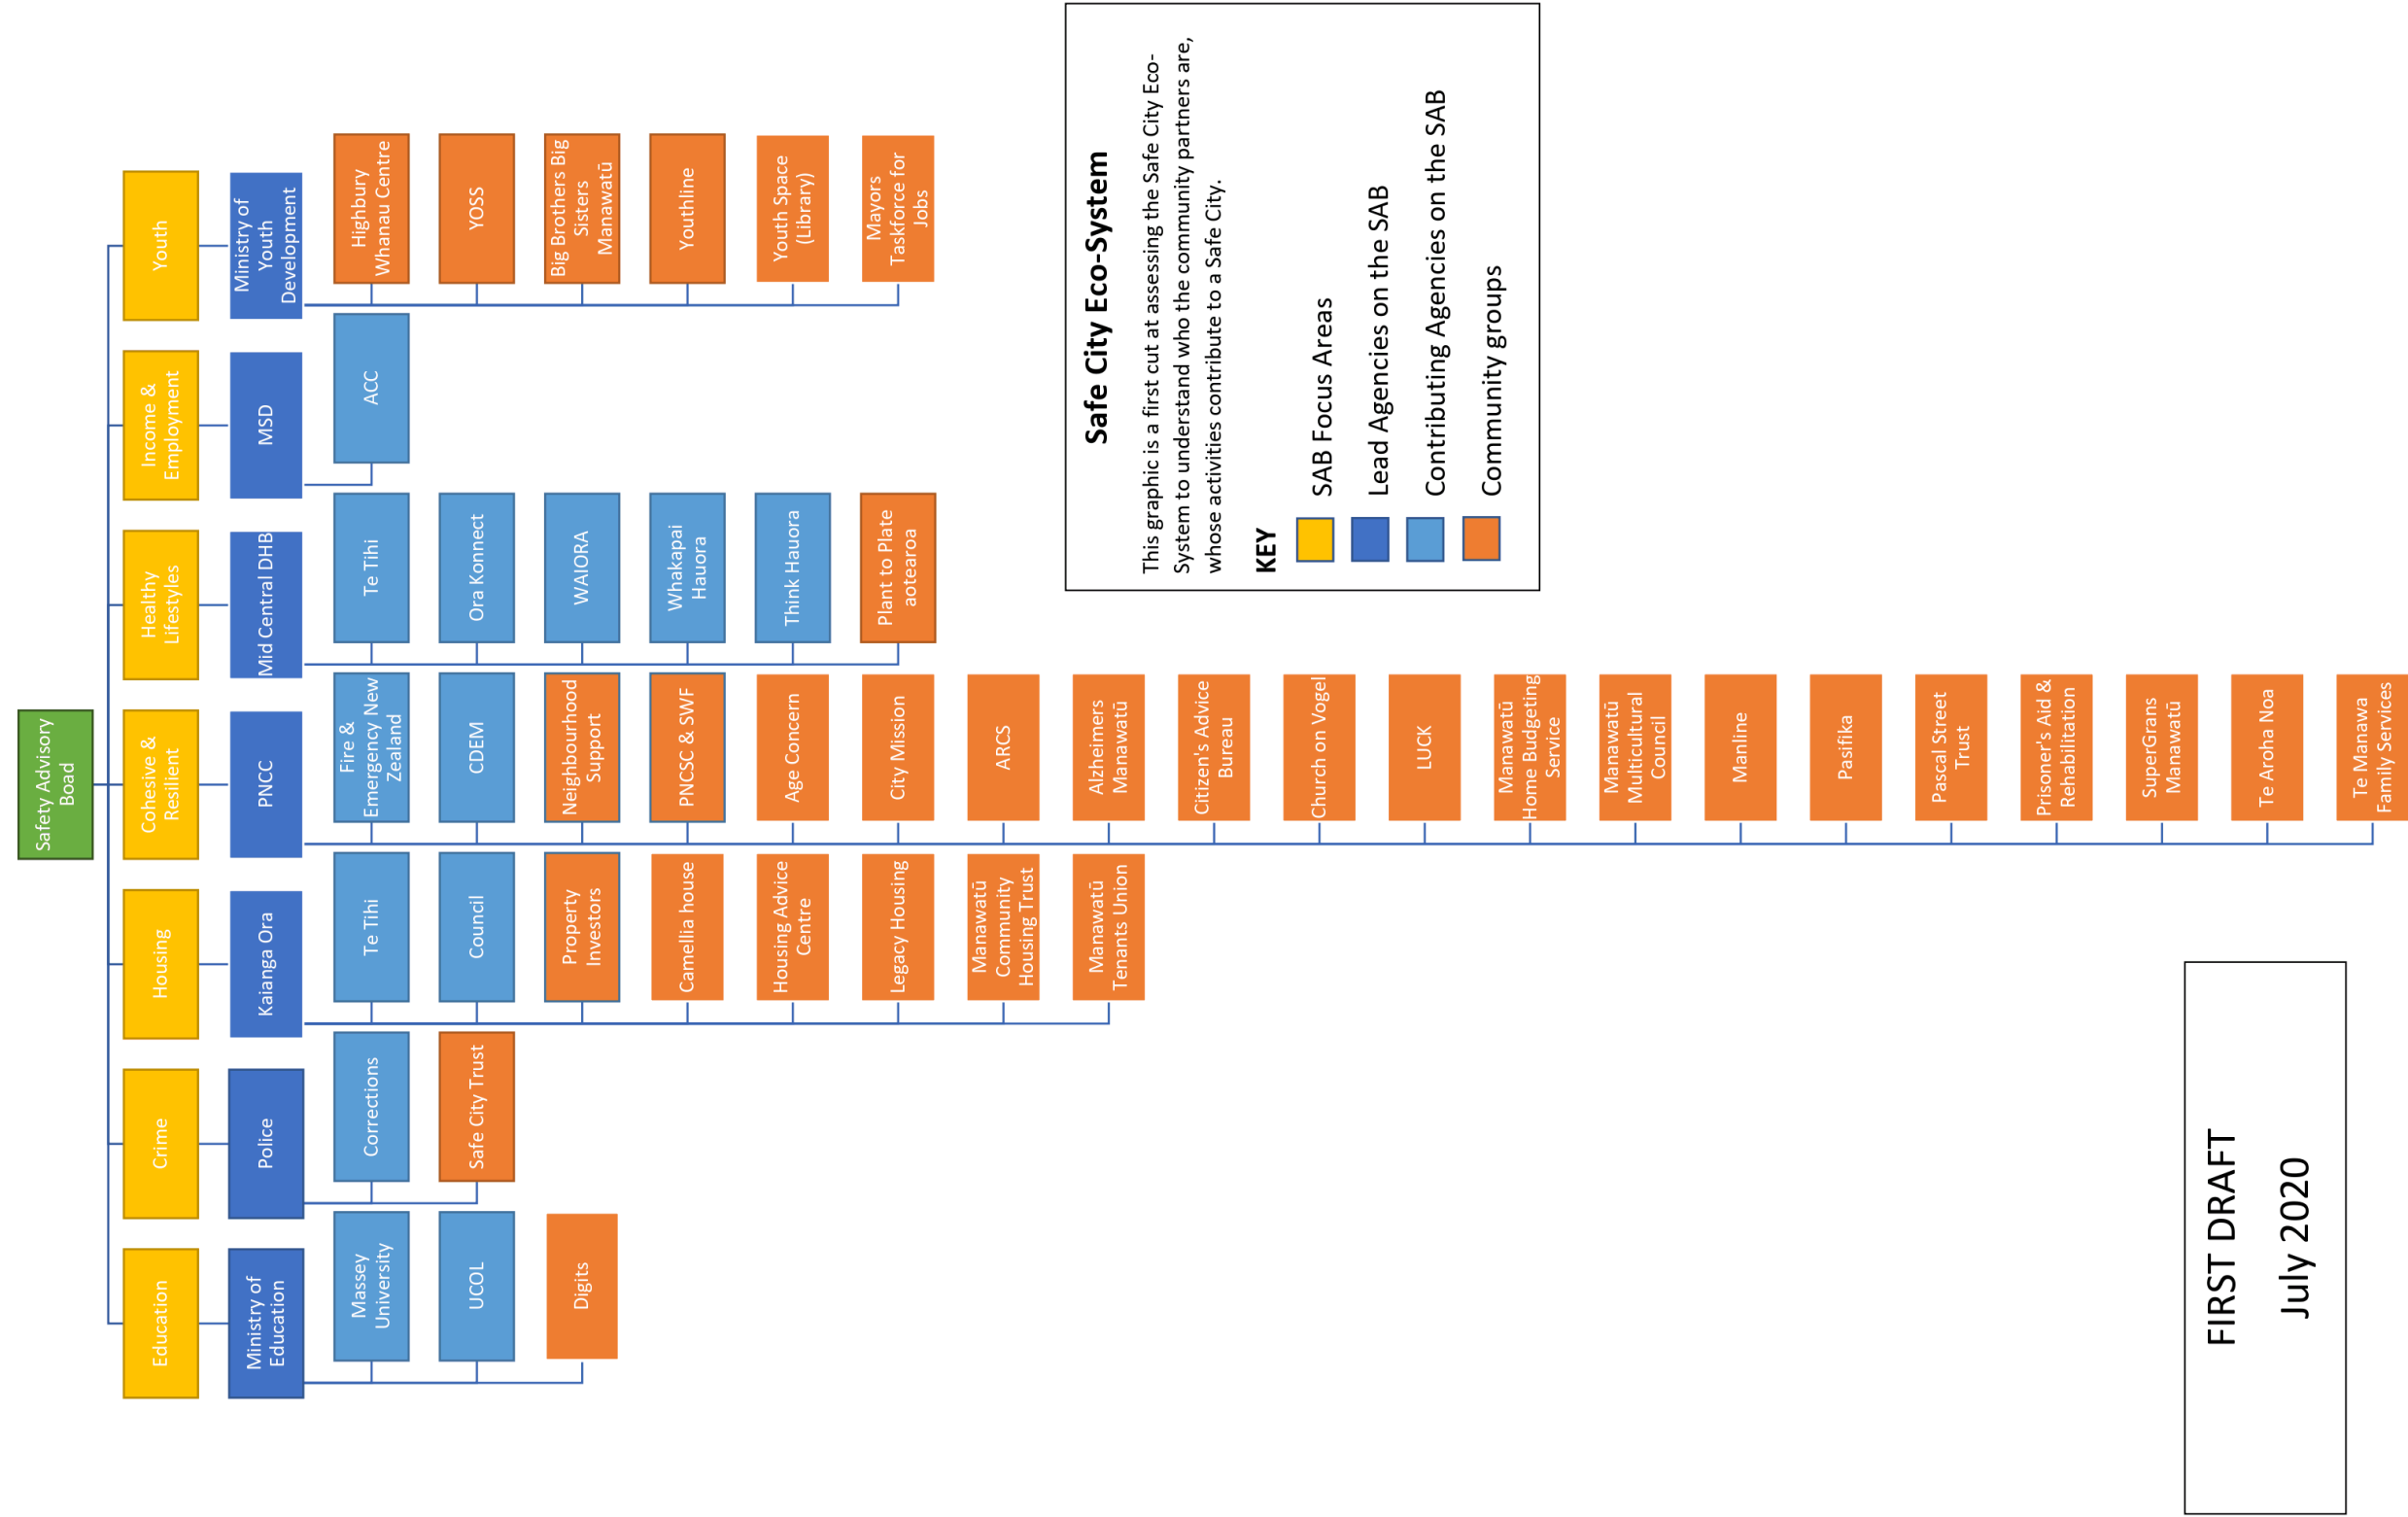 Safety Advisory
Boad
Education
Crime
Housing
Cohesive &
Resilient
Healthy
Lifestyles
Income &
Employment
Youth
Ministry of
Education
Police
Kaianga Ora
PNCC
Mid Central DHB
MSD
Ministry of
Youth
Development
Massey
University
UCOL
Digits
Corrections
Safe City Trust
Te Tihi
Council
Property
Investors
Camellia house
Housing Advice
Centre
Legacy Housing
Manawatū
Community
Housing Trust
Manawatū
Tenants Union
Fire &
Emergency New
Zealand
CDEM
Neighbourhood
Support
PNCSC & SWF
Age Concern
City Mission
ARCS
Alzheimers
Manawatū
Citizen's Advice
Bureau
Church on Vogel
LUCK
Manawatū
Home Budgeting
Service
Manawatū
Multicultural
Council
Manline
Pasifika
Pascal Street
Trust
Prisoner's Aid &
Rehabilitation
SuperGrans
Manawatū
Te Aroha Noa
Te Manawa
Family Services
Te Tihi
Ora Konnect
WAIORA
Whakapai
Hauora
Think Hauora
Plant to Plate
aotearoa
ACC
Highbury
Whanau Centre
YOSS
Big Brothers Big
Sisters
Manawatū
Youthline
Youth Space
(Library)
Mayors
Taskforce for
Jobs
Safe City Eco-System
This graphic is a first cut at assessing the Safe City Eco-
System to understand who the community partners are,
whose activities contribute to a Safe City.
KEY
SAB Focus Areas
Lead Agencies on the SAB
Contributing Agencies on the SAB
Community groups
FIRST DRAFT
July 2020